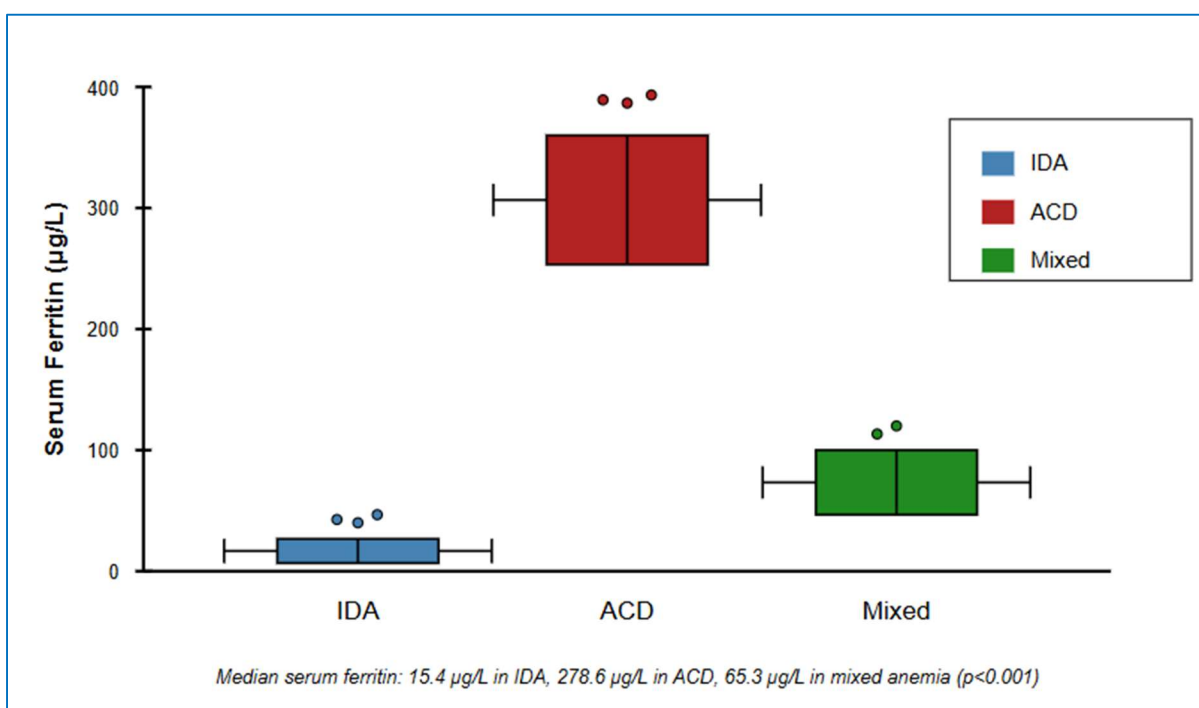 Serum Ferritin (µg/L)
400
300
200
100
0
IDA
ACD
Mixed
IDA
ACD
Mixed
Median serum ferritin: 15.4 µg/L in IDA, 278.6 µg/L in ACD, 65.3 µg/L in mixed anemia (p<0.001)